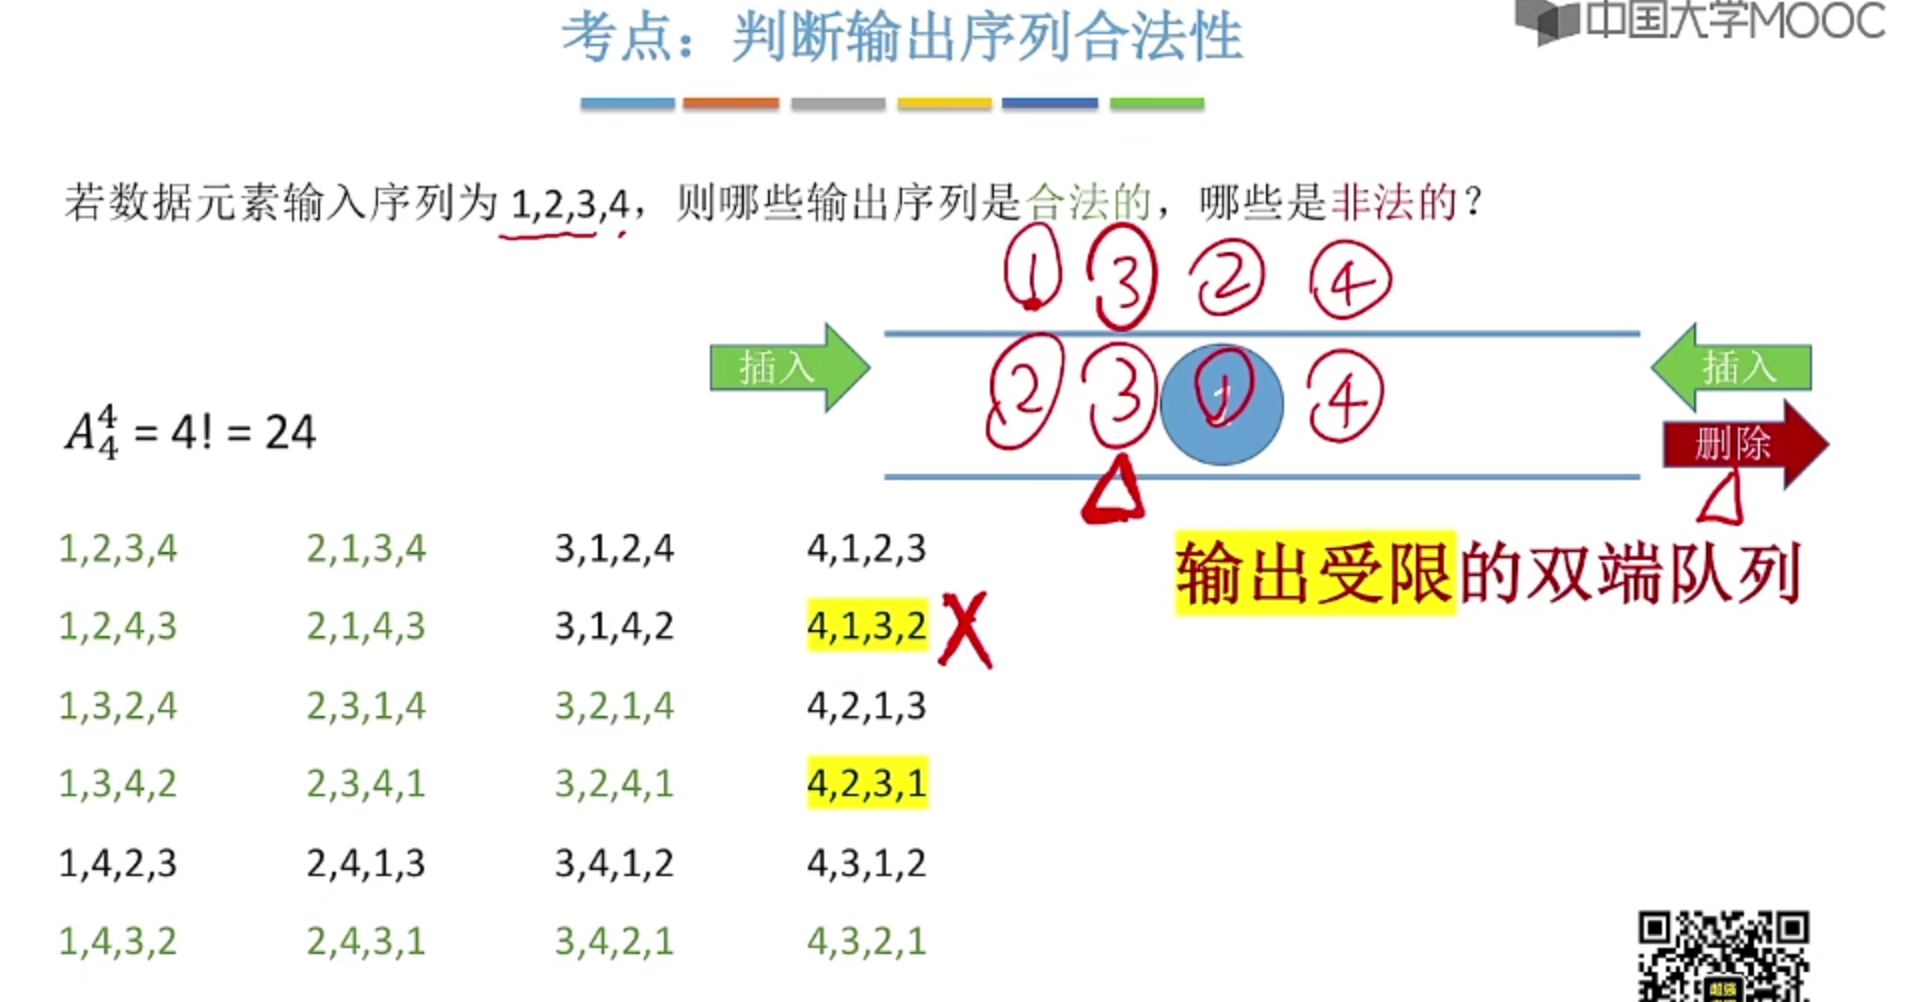 考点：判断输出序列合法性
中国大学MOOC
若数据元素输入序列为 1,2,3,4，则哪些输出序列是合法的，哪些是非法的？
1 3 2 4
插入
2 3 1 4
插入
删除
A₄⁴ = 4! = 24
输出受限的双端队列
1,2,3,4 2,1,3,4 3,1,2,4 4,1,2,3
1,2,4,3 2,1,4,3 3,1,4,2 4,1,3,2 X
1,3,2,4 2,3,1,4 3,2,1,4 4,2,1,3
1,3,4,2 2,3,4,1 3,2,4,1 4,2,3,1
1,4,2,3 2,4,1,3 3,4,1,2 4,3,1,2
1,4,3,2 2,4,3,1 3,4,2,1 4,3,2,1